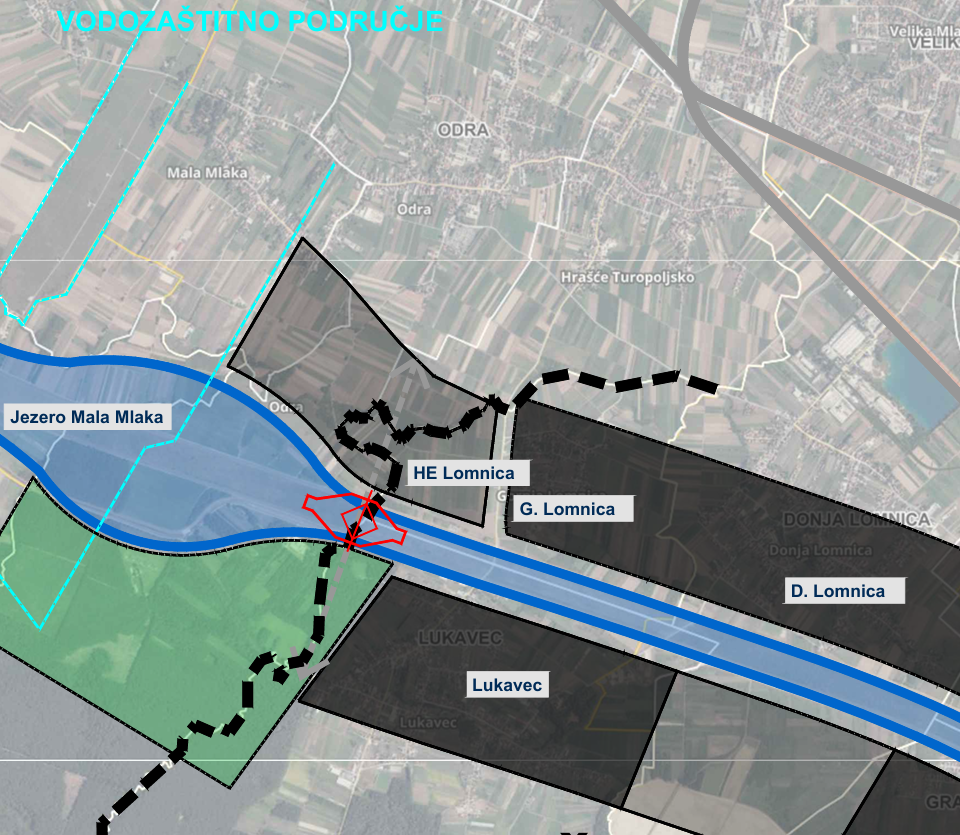 VODOZAŠTITNO PODRUČJE
Velika Mla
VELIK
ODRA
Mala Mlaka
Odra
Hrašće Turopoljsko
Jezero Mala Mlaka
Odra
HE Lomnica
G. Lomnica
DONJA LOMNICA
Donja Lomnica
D. Lomnica
LUKAVEC
Lukavec
Lukavec
GRA